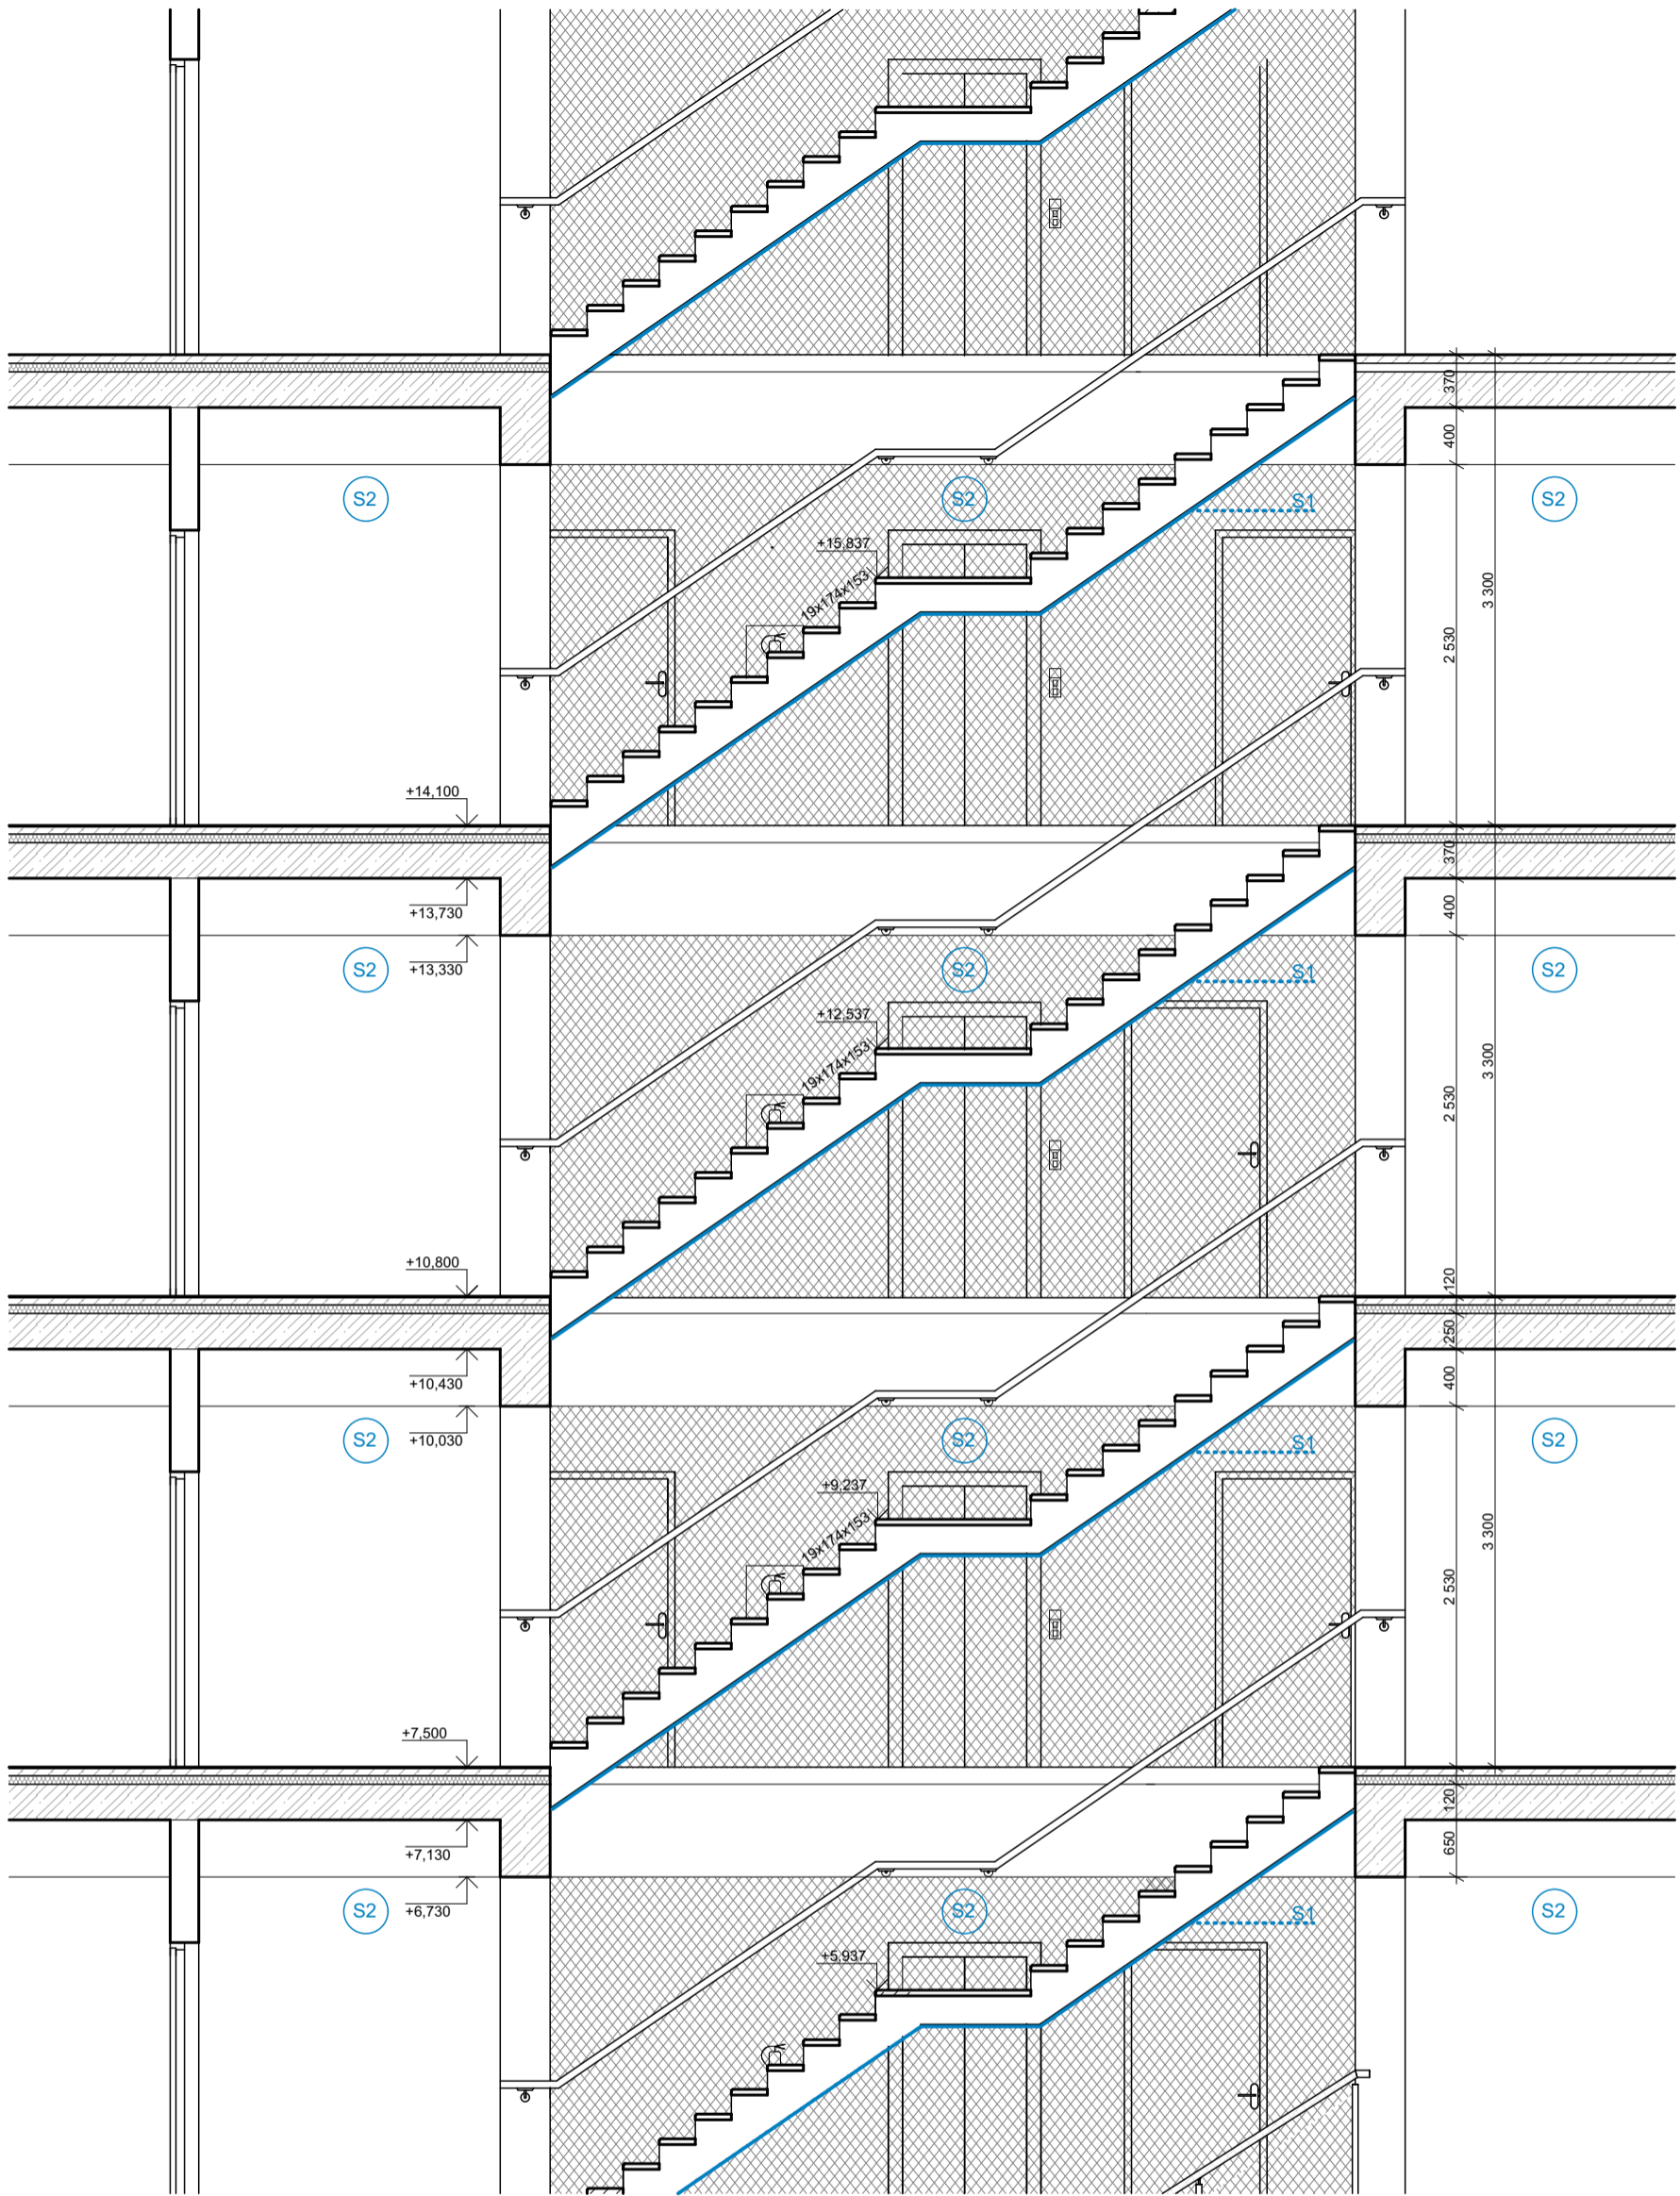 370
400
S2
S2
S1
S2
+15,837
19x174x153
3 300
2 530
+14,100
370
+13,730
400
+13,330
S2
S2
S1
S2
+12,537
19x174x153
3 300
2 530
+10,800
120
250
+10,430
400
+10,030
S2
S2
S1
S2
+9,237
19x174x153
3 300
2 530
+7,500
120
+7,130
650
+6,730
S2
S2
S1
S2
+5,937